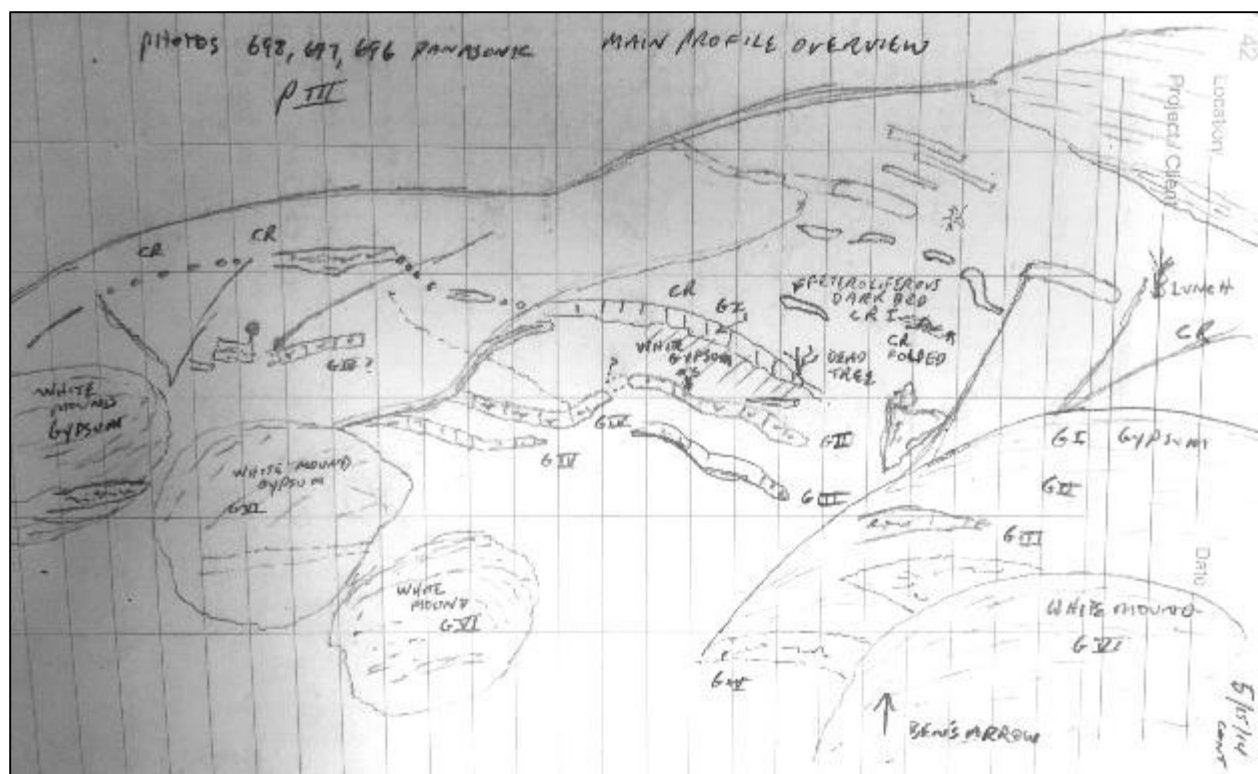 PHOTOS 698, 697, 696 PANASONIC
MAIN PROFILE OVERVIEW
P III
42
Location
Project / Client
CR
CR
CR
G I
PETROLIFEROUS
DARK BED
CR I
CR
FOLDED
LUNCH
CR
WHITE
GYPSUM
DEAD
TREE
G III ?
WHITE
MOUNDS
GYPSUM
G II
G IV
G III
WHITE MOUND
GYPSUM
G VI
G I GYPSUM
G II
G III
Date
WHITE
MOUND
G VI
WHITE MOUND
G VI
BEN'S ARROW
5/15/14
CONT